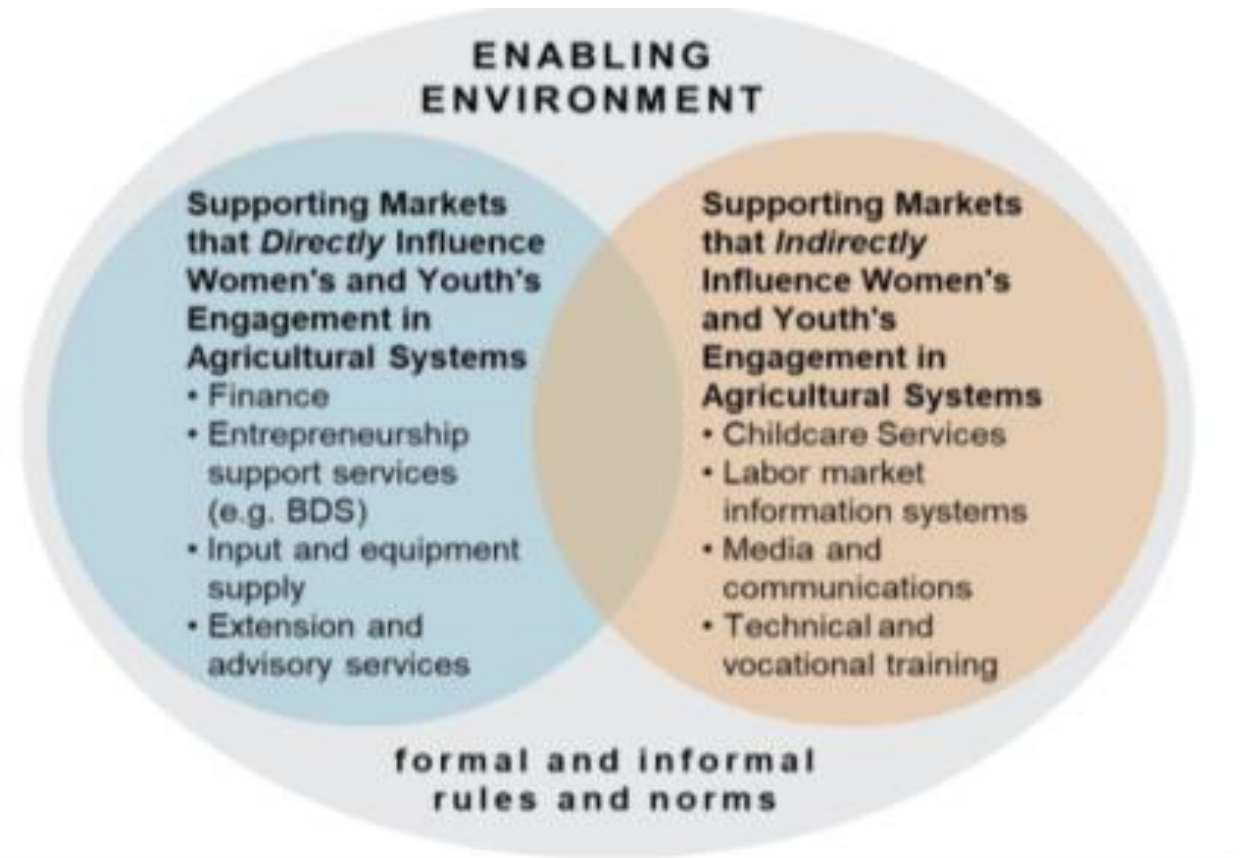 ENABLING
ENVIRONMENT
Supporting Markets
that Directly Influence
Women's and Youth's
Engagement in
Agricultural Systems
• Finance
• Entrepreneurship
support services
(e.g. BDS)
• Input and equipment
supply
• Extension and
advisory services
Supporting Markets
that Indirectly
Influence Women's
and Youth's
Engagement in
Agricultural Systems
• Childcare Services
• Labor market
information systems
• Media and
communications
• Technical and
vocational training
formal and informal
rules and norms